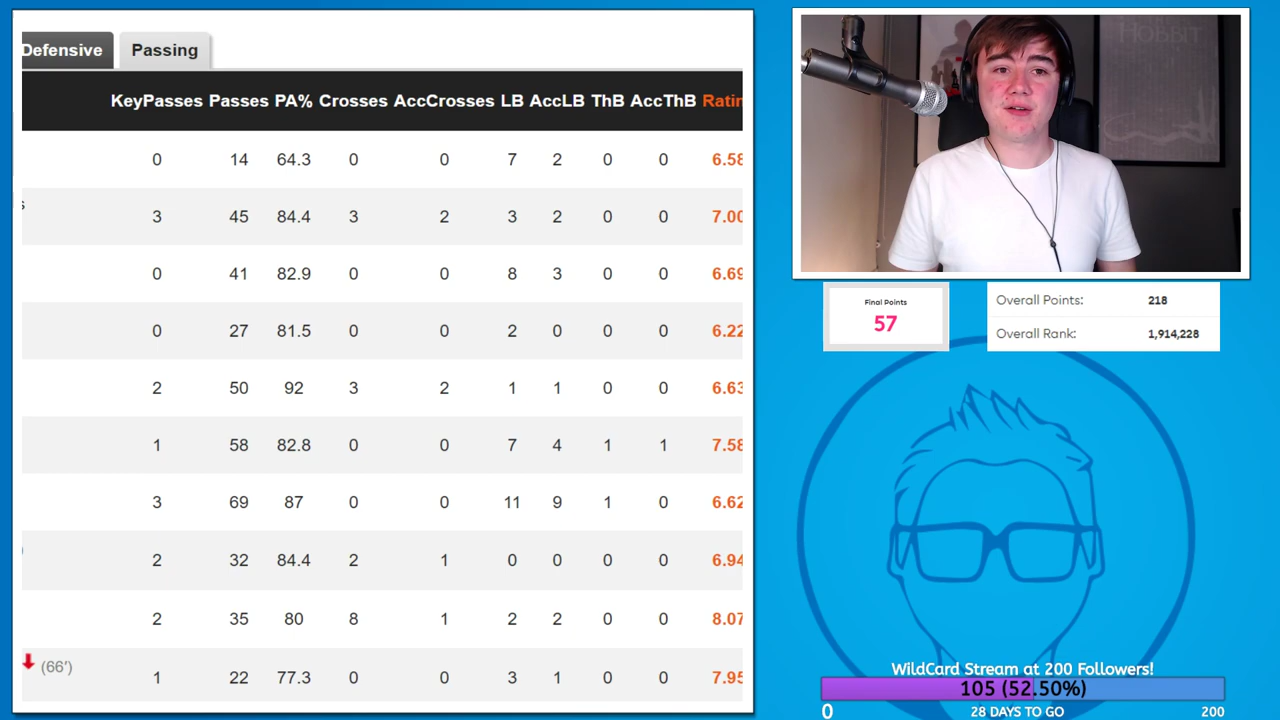 Defensive Passing
KeyPasses Passes PA% Crosses AccCrosses LB AccLB ThB AccThB Ratin
0 14 64.3 0 0 7 2 0 0 6.58
s
3 45 84.4 3 2 3 2 0 0 7.00
0 41 82.9 0 0 8 3 0 0 6.69
0 27 81.5 0 0 2 0 0 0 6.22
2 50 92 3 2 1 1 0 0 6.63
1 58 82.8 0 0 7 4 1 1 7.58
3 69 87 0 0 11 9 1 0 6.62
)
2 32 84.4 2 1 0 0 0 0 6.94
2 35 80 8 1 2 2 0 0 8.07
(66′)
1 22 77.3 0 0 3 1 0 0 7.95
HOBBIT
Final Points
57
Overall Points: 218
Overall Rank: 1,914,228
WildCard Stream at 200 Followers!
105 (52.50%)
0 28 DAYS TO GO 200